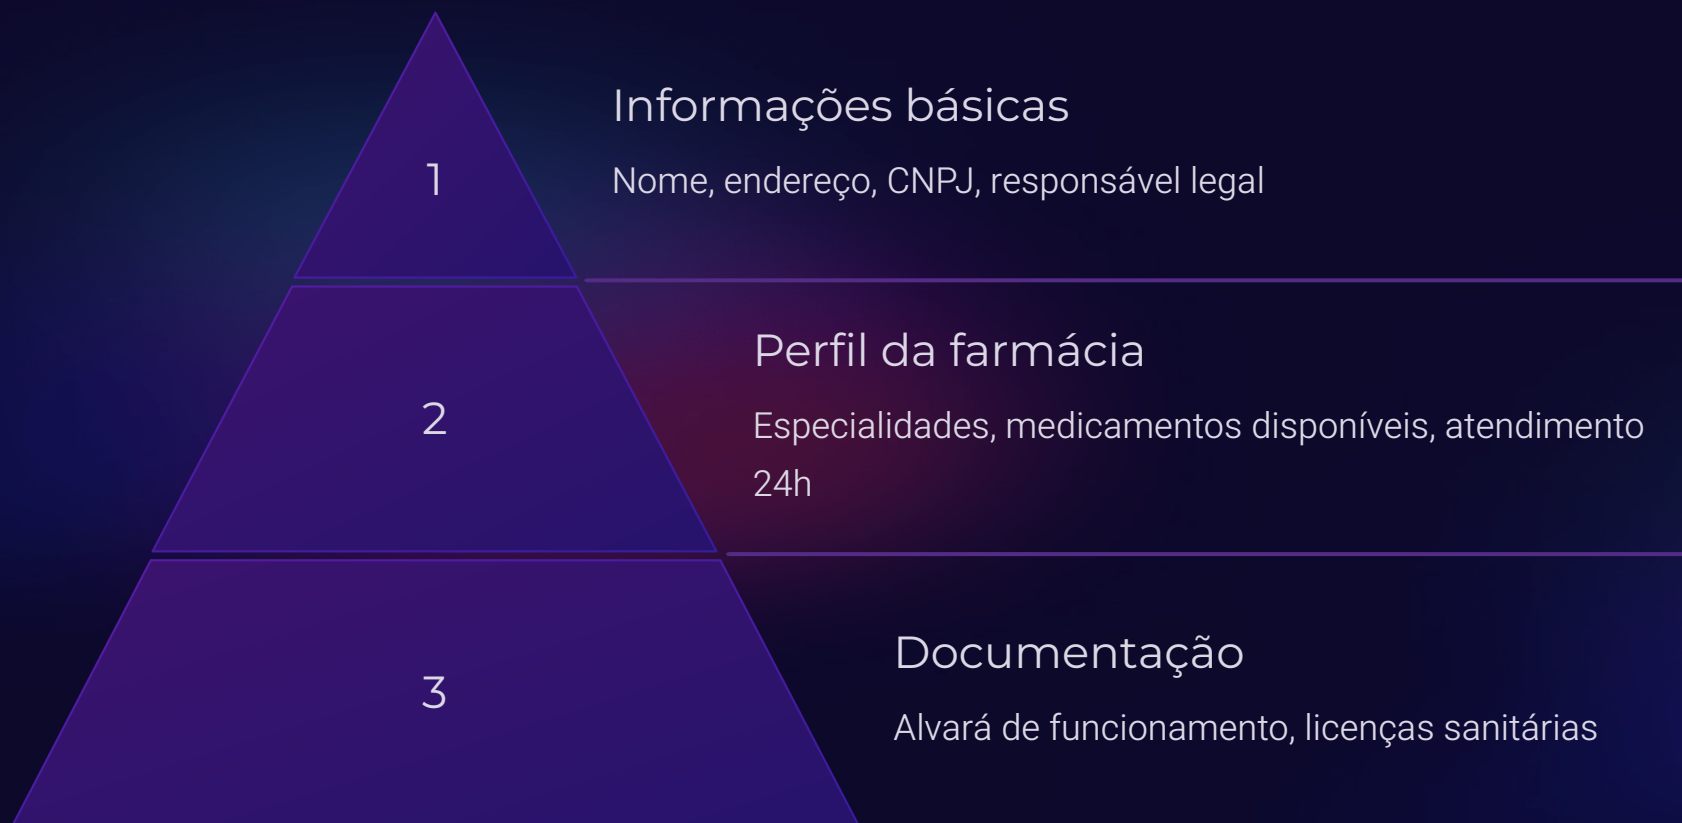 1
Informações básicas
Nome, endereço, CNPJ, responsável legal
2
Perfil da farmácia
Especialidades, medicamentos disponíveis, atendimento
24h
3
Documentação
Alvará de funcionamento, licenças sanitárias